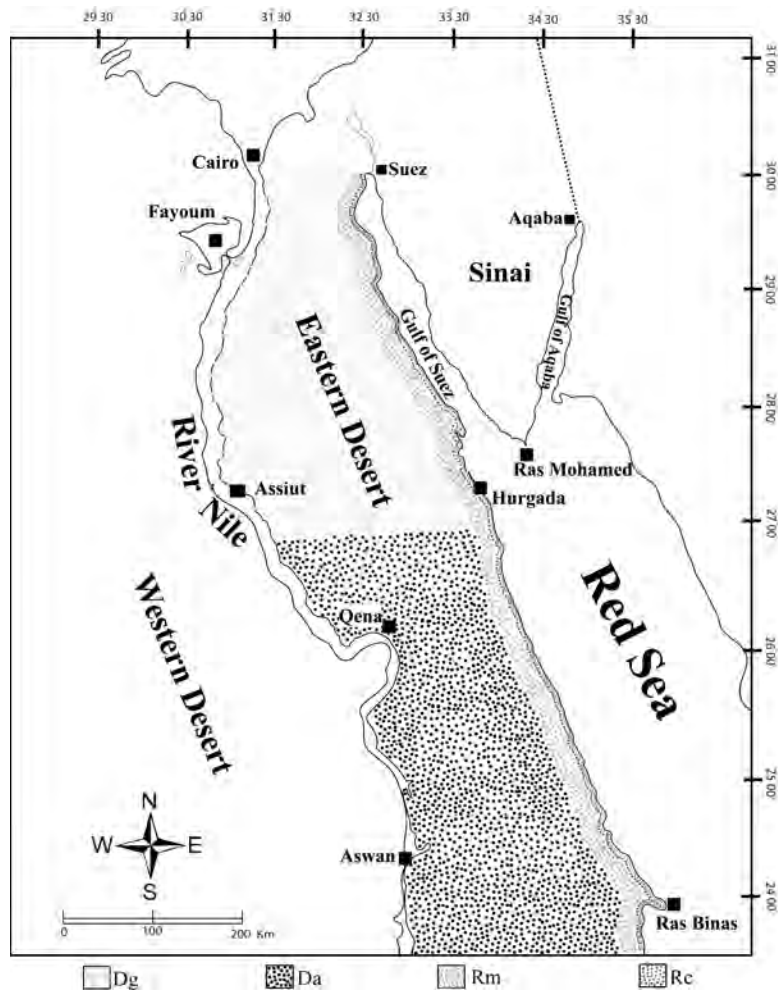 29 30
30 30
31 30
32 30
33 30
34 30
35 30
31 00
30 00
29 00
28 00
27 00
26 00
25 00
24 00
Cairo
Suez
Fayoum
Aqaba
Sinai
Gulf of Suez
Gulf of Aqaba
Eastern Desert
River Nile
Assiut
Ras Mohamed
Hurgada
Red Sea
Western Desert
Qena
N
W E
S
Aswan
Ras Binas
0 100 200 Km
Dg Da Rm Rc